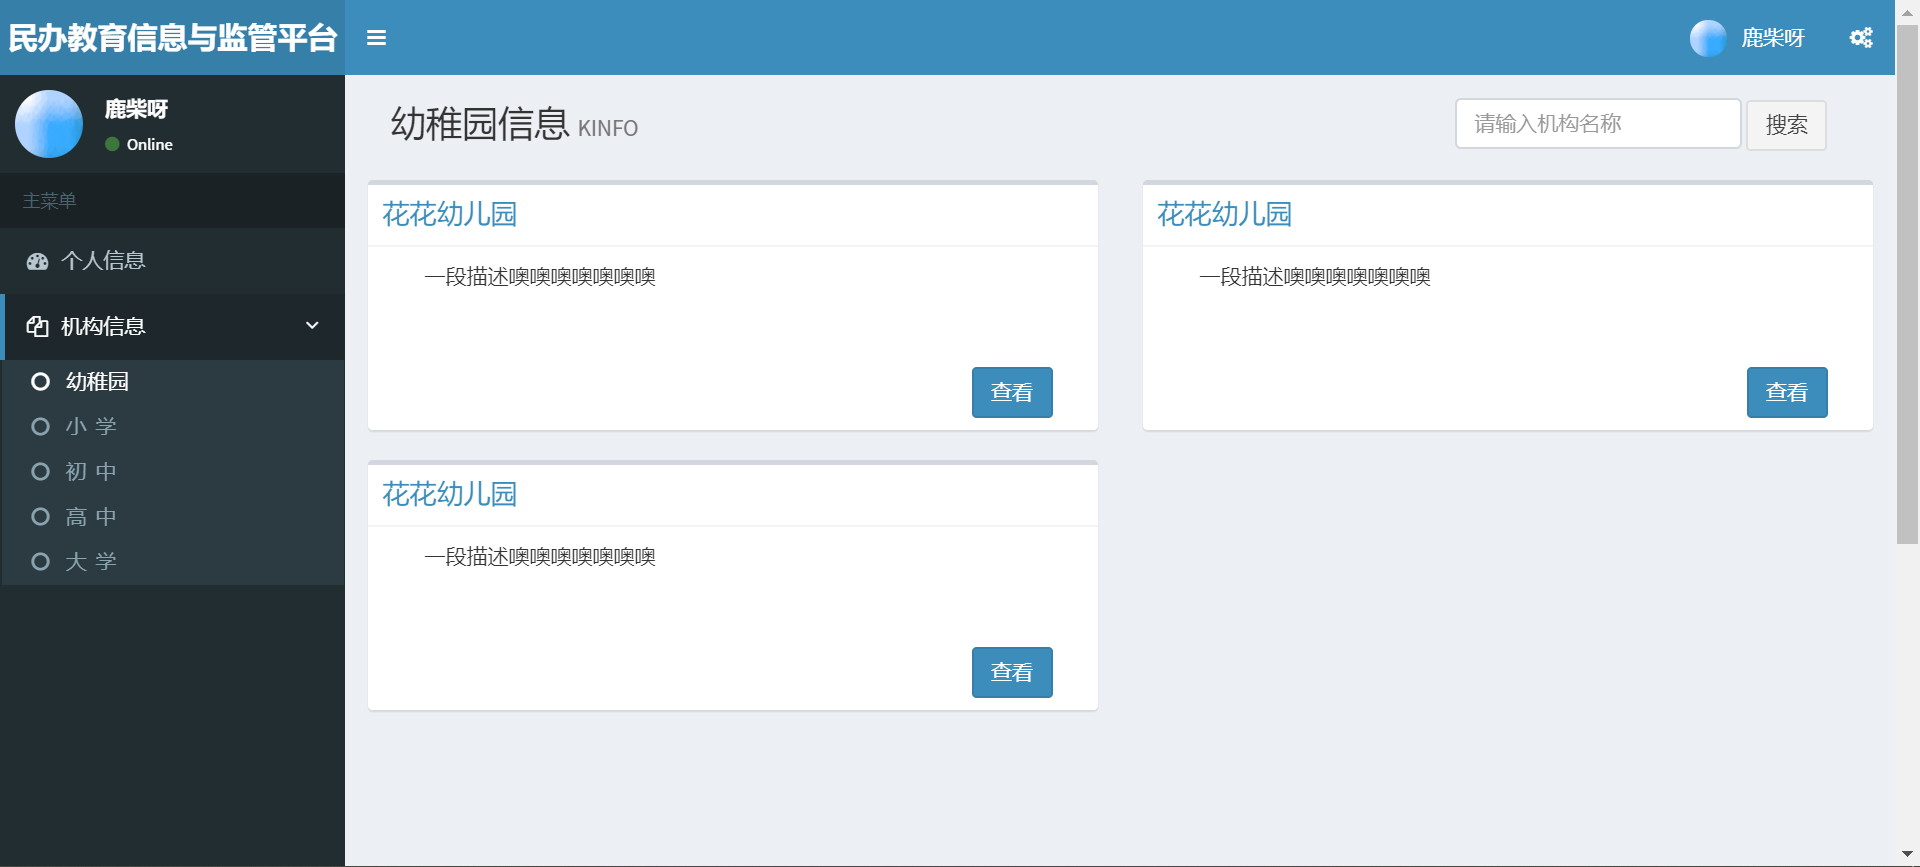 民办教育信息与监管平台
鹿柴呀
鹿柴呀
Online
主菜单
个人信息
机构信息
幼稚园
小 学
初 中
高 中
大 学
幼稚园信息 KINFO
请输入机构名称
搜索
花花幼儿园
一段描述噢噢噢噢噢噢噢
查看
花花幼儿园
一段描述噢噢噢噢噢噢噢
查看
花花幼儿园
一段描述噢噢噢噢噢噢噢
查看